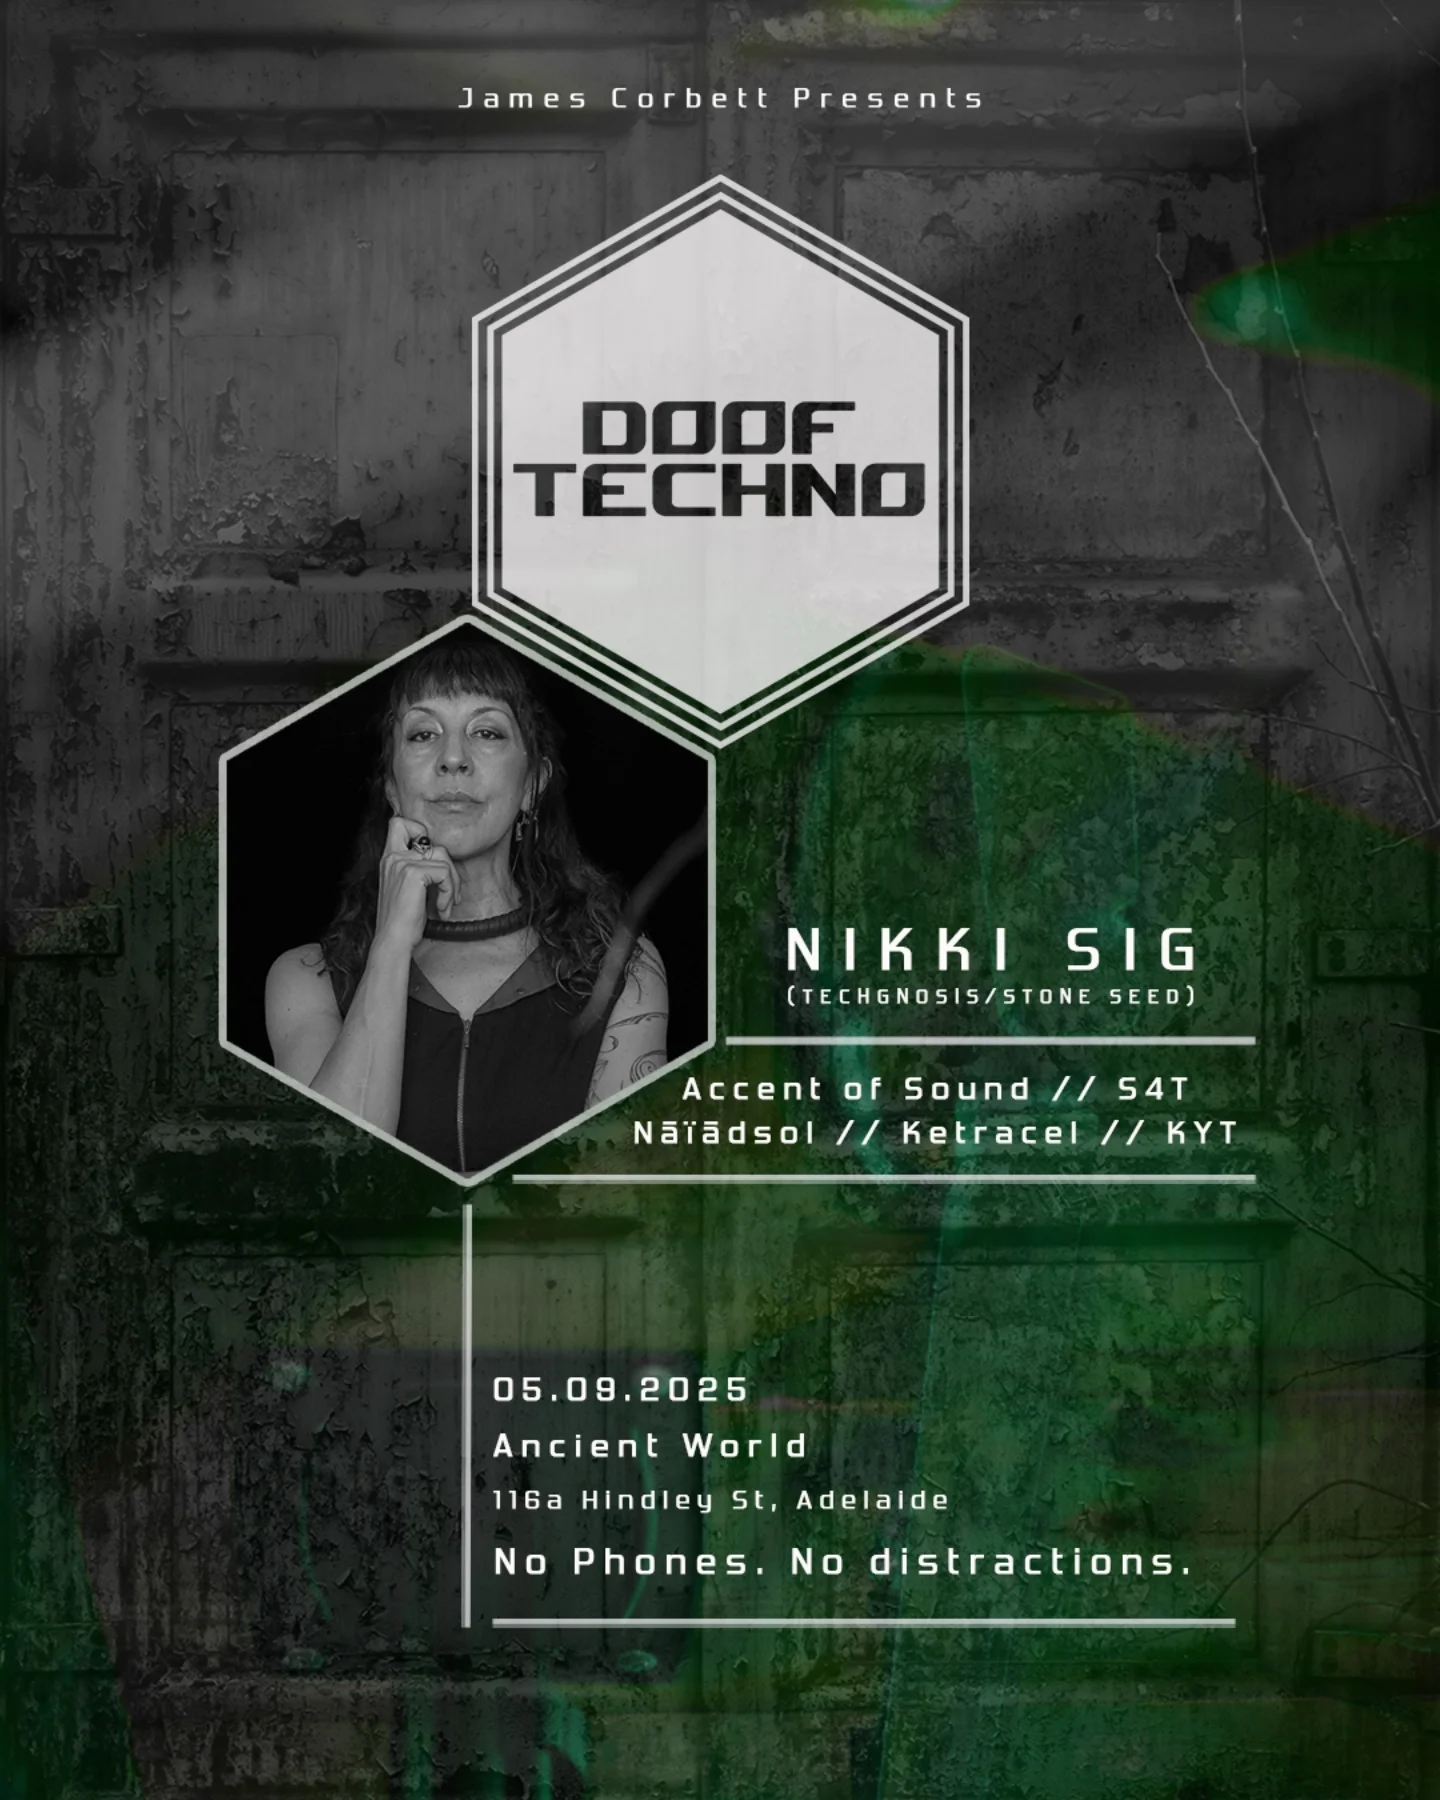 James Corbett Presents
DOOF
TECHNO
NIKKI SIG
(TECHGNOSIS/STONE SEED)
Accent of Sound // S4T
Nāïādsol // Ketracel // KYT
05.09.2025
Ancient World
116a Hindley St, Adelaide
No Phones. No distractions.